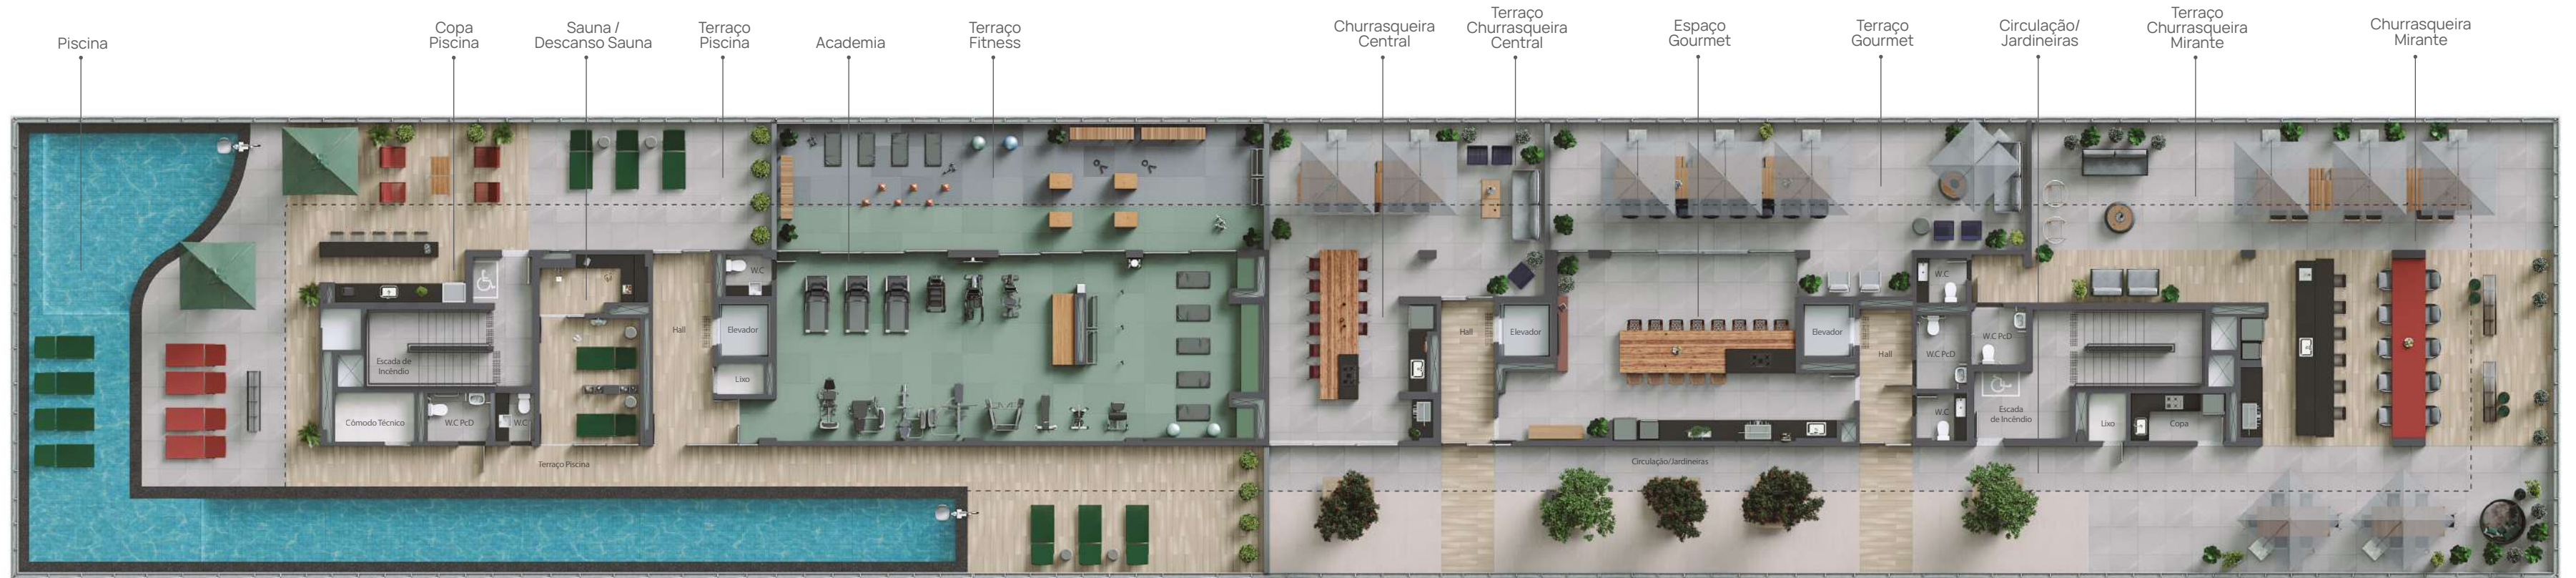 Piscina
Copa
Piscina
Sauna /
Descanso Sauna
Terraço
Piscina
Academia
Terraço
Fitness
Churrasqueira
Central
Terraço
Churrasqueira
Central
Espaço
Gourmet
Terraço
Gourmet
Circulação/
Jardineiras
Terraço
Churrasqueira
Mirante
Churrasqueira
Mirante
W.C
Hall
Elevador
Lixo
Escada de
Incêndio
Cômodo Técnico
W.C PcD
W.C
Terraço Piscina
Hall
Elevador
Elevador
Hall
W.C
W.C PcD
W.C PcD
W.C
Escada
de Incêndio
Lixo
Copa
Circulação/Jardineiras